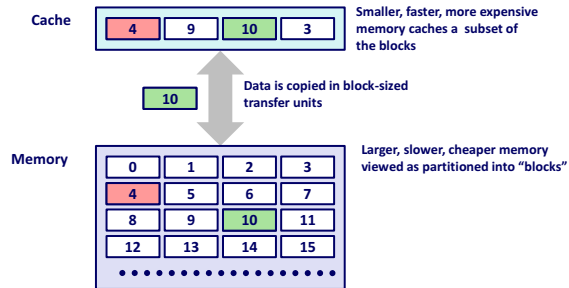 Cache
4 9 10 3
Smaller, faster, more expensive
memory caches a subset of
the blocks
10
Data is copied in block-sized
transfer units
Memory
Larger, slower, cheaper memory
viewed as partitioned into “blocks”
0 1 2 3
4 5 6 7
8 9 10 11
12 13 14 15